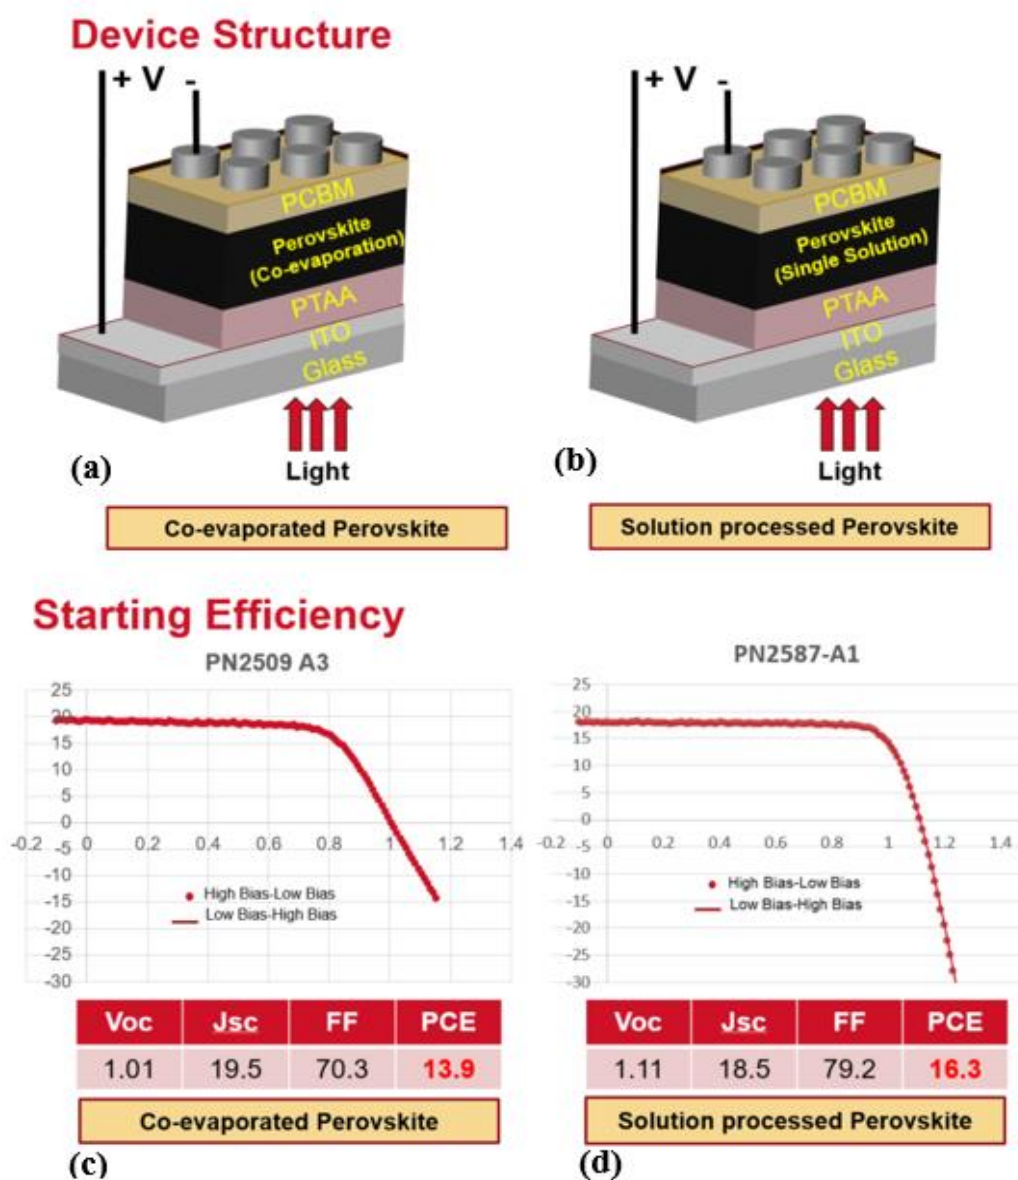 Device Structure
+ V -
+ V -
PCBM
Perovskite
(Co-evaporation)
PTAA
ITO
Glass
PCBM
Perovskite
(Single Solution)
PTAA
ITO
Glass
(a)
Light
(b)
Light
Co-evaporated Perovskite
Solution processed Perovskite
Starting Efficiency
PN2509 A3
25
20
15
10
5
0
-5
-10
-15
-20
-25
-30
-0.2 0 0.2 0.4 0.6 0.8 1 1.2 1.4
High Bias-Low Bias
Low Bias-High Bias
PN2587-A1
25
20
15
10
5
0
-5
-10
-15
-20
-25
-30
-0.2 0 0.2 0.4 0.6 0.8 1 1.2 1.4
High Bias-Low Bias
Low Bias-High Bias
Voc Jsc FF PCE
1.01 19.5 70.3 13.9
Voc Jsc FF PCE
1.11 18.5 79.2 16.3
Co-evaporated Perovskite
Solution processed Perovskite
(c)
(d)